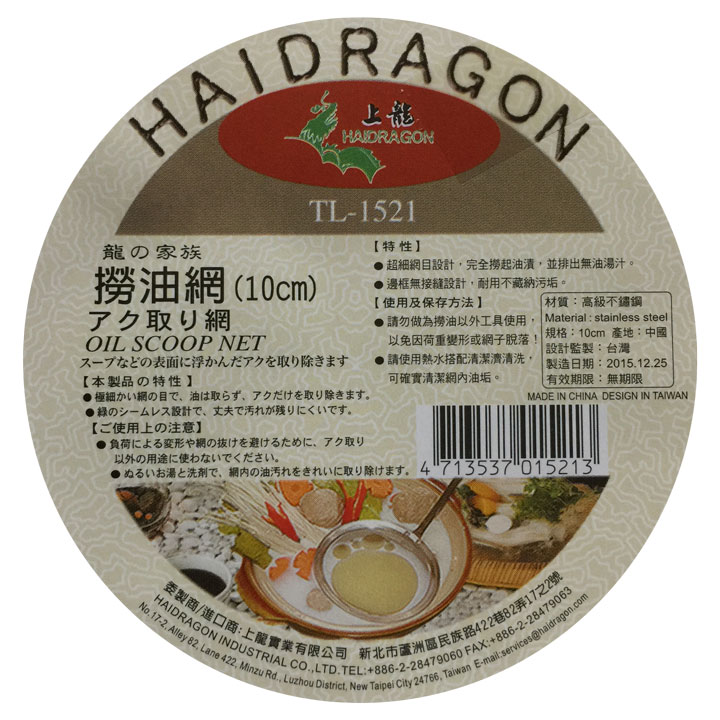 HAIDRAGON
上龍
HAIDRAGON
TL-1521
龍の家族
撈油網(10cm)
アク取り網
OIL SCOOP NET
スープなどの表面に浮かんだアクを取り除きます
【本製品の特性】
●極細かい網の目で、油は取らず、アクだけを取り除きます。
●緑のシームレス設計で、丈夫で汚れが残りにくいです。
【ご使用上の注意】
●負荷による変形や網の抜けを避けるために、アク取り
以外の用途に使わないでください。
●ぬるいお湯と洗剤で、網内の油汚れをきれいに取り除けます。
【特性】
●超細網目設計，完全撈起油漬，並排出無油湯汁。
●邊框無接縫設計，耐用不藏納污垢。
【使用及保存方法】
●請勿做為撈油以外工具使用，
以免因荷重變形或網子脫落！
●請使用熱水搭配清潔濟清洗，
可確實清潔網內油垢。
材質：高級不鏽鋼
Material : stainless steel
規格：10cm 產地：中國
設計監製：台灣
製造日期：2015.12.25
有效期限：無期限
MADE IN CHINA DESIGN IN TAIWAN
4 713537 015213
委製商/進口商:上龍實業有限公司 新北市蘆洲區民族路422巷82弄17之2號
HAIDRAGON INDUSTRIAL CO.,LTD.TEL:+886-2-28479060 FAX:+886-2-28479063
No.17-2, Alley 82, Lane 422, Minzu Rd., Luzhou District, New Taipei City 24766, Taiwan E-mail:services@haidragon.com